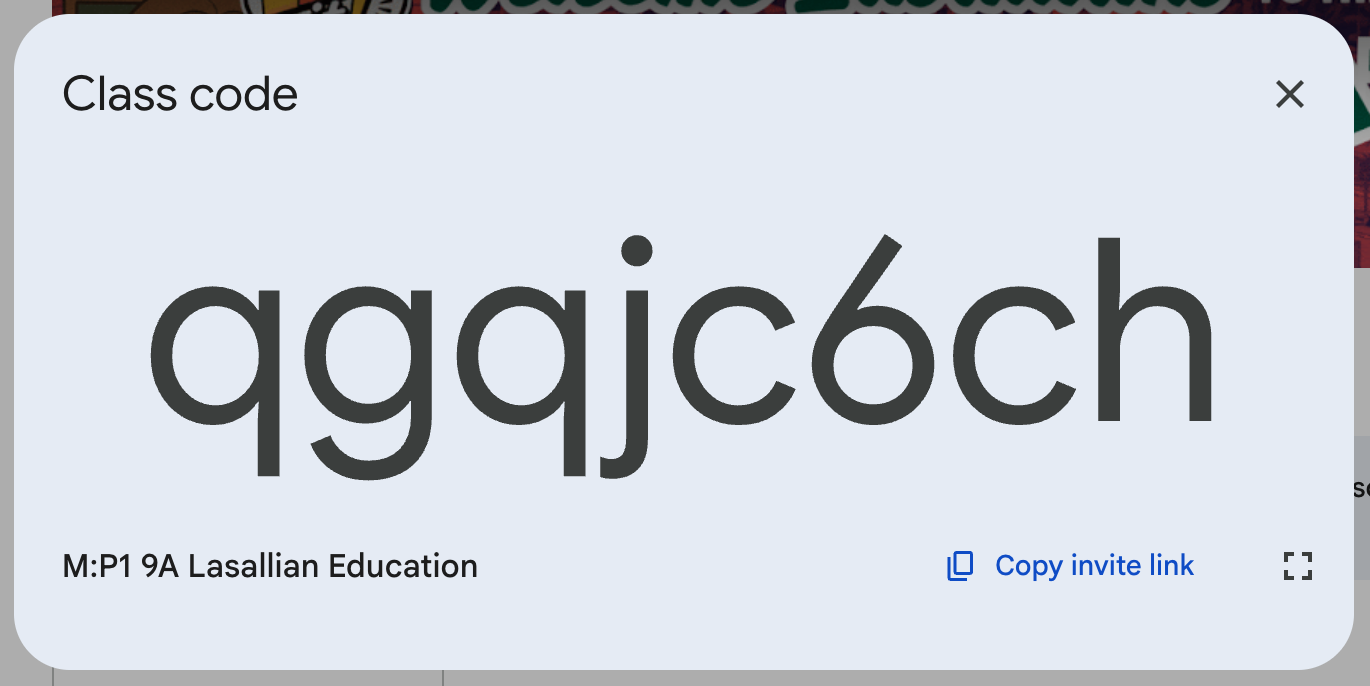 Class code
qgqjc6ch
M:P1 9A Lasallian Education
Copy invite link